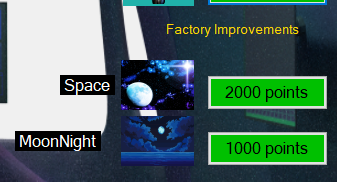 Factory Improvements
Space
2000 points
MoonNight
1000 points